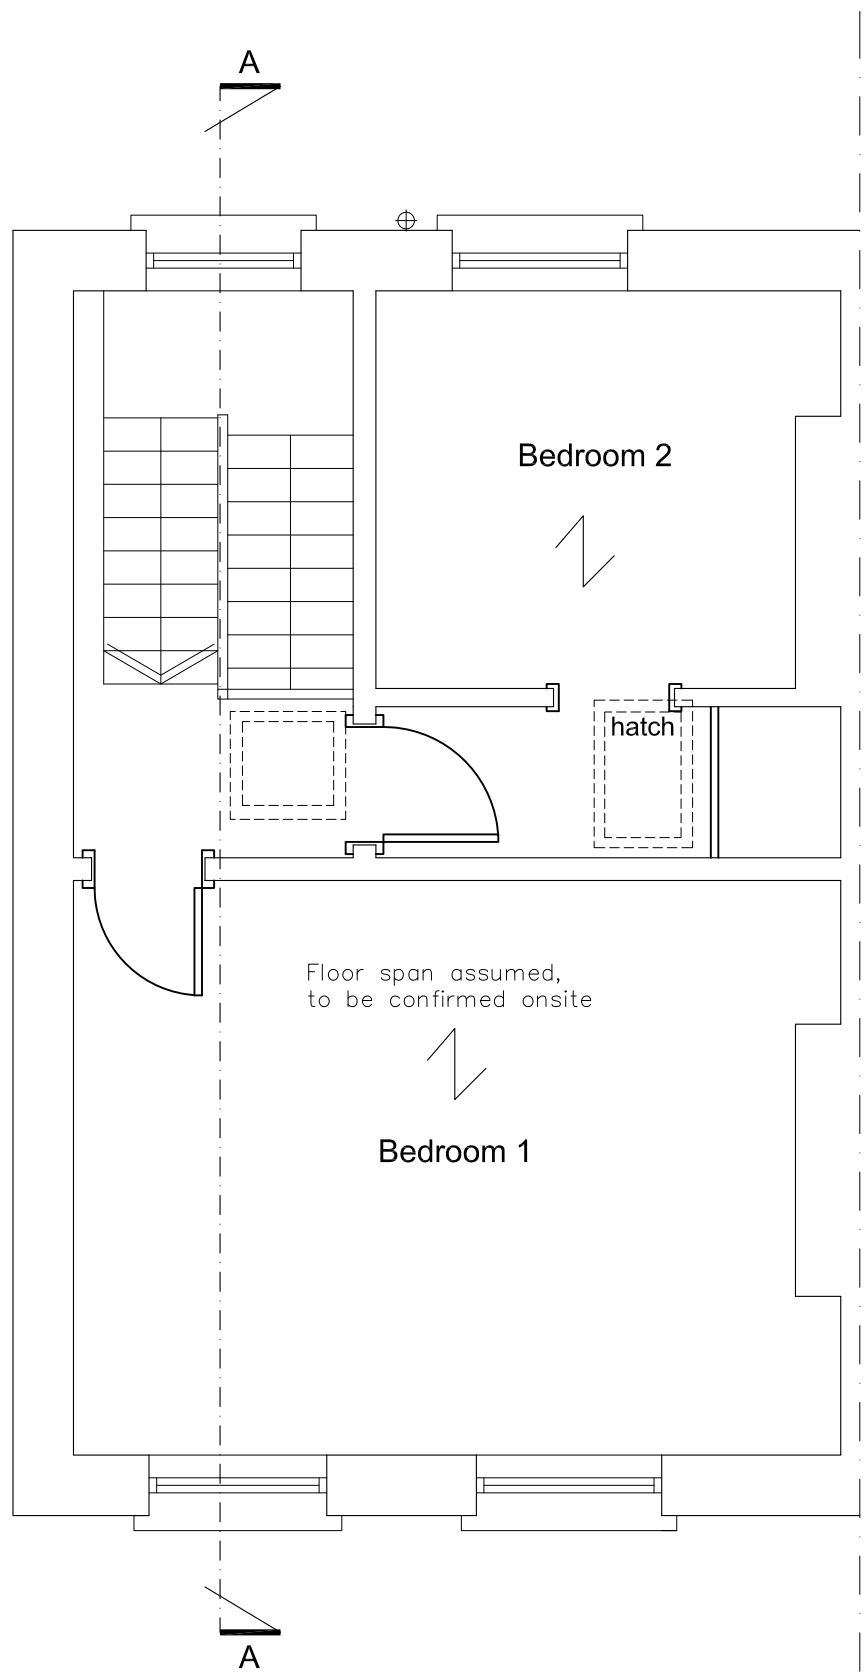 A
Bedroom 2
hatch
Floor span assumed,
to be confirmed onsite
Bedroom 1
A